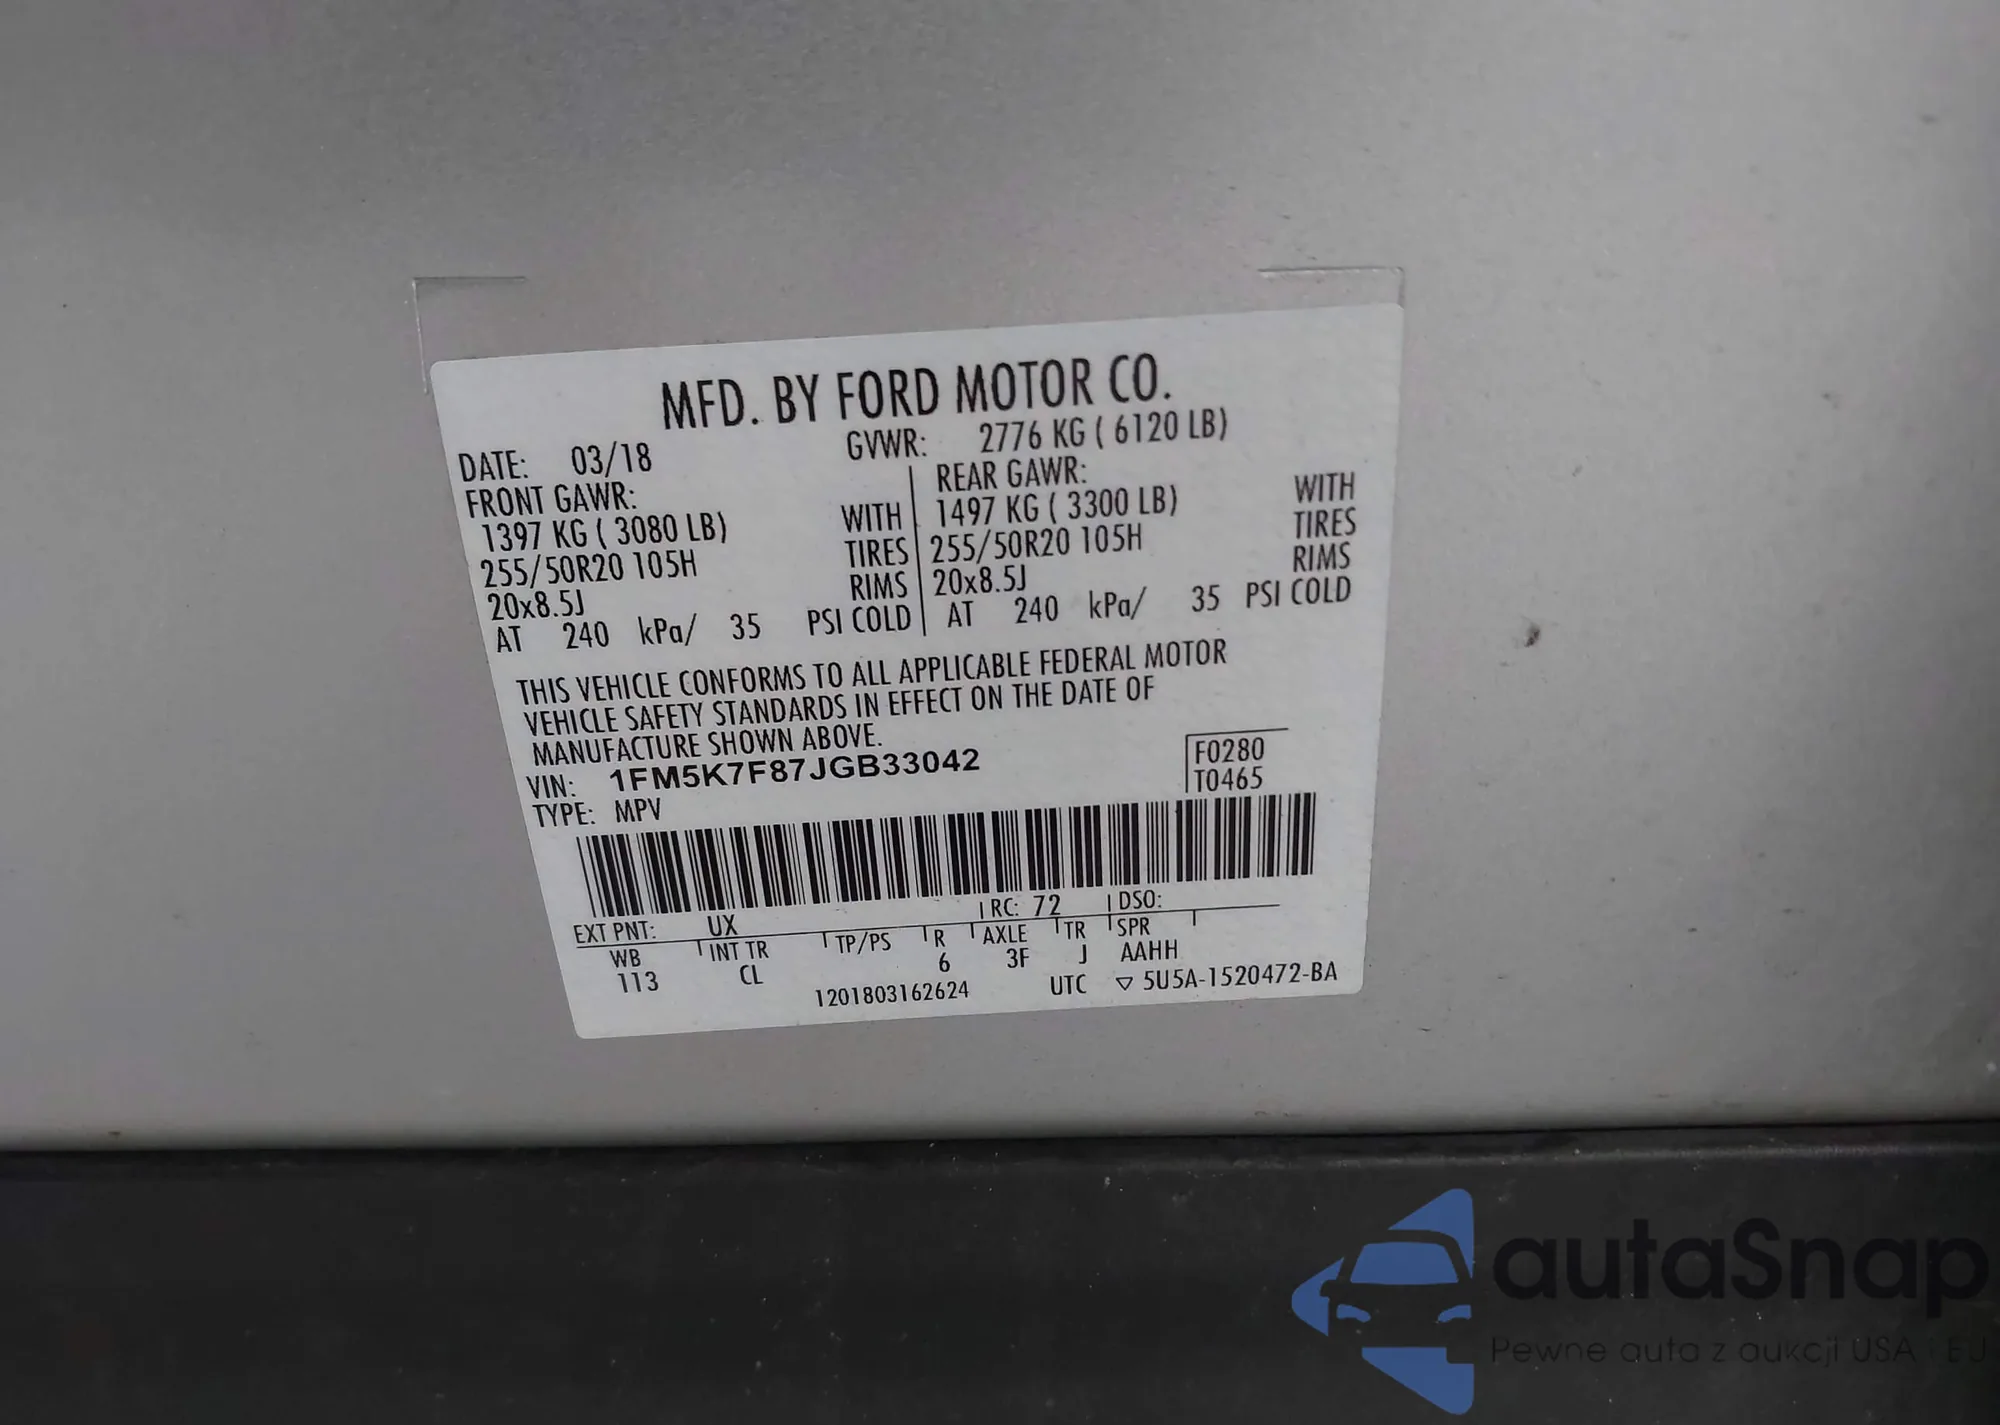 MFD. BY FORD MOTOR CO.
DATE: 03/18 GVWR: 2776 KG ( 6120 LB)
FRONT GAWR: REAR GAWR:
1397 KG ( 3080 LB) WITH 1497 KG ( 3300 LB) WITH
255/50R20 105H TIRES 255/50R20 105H TIRES
20x8.5J RIMS 20x8.5J RIMS
AT 240 kPa/ 35 PSI COLD AT 240 kPa/ 35 PSI COLD
THIS VEHICLE CONFORMS TO ALL APPLICABLE FEDERAL MOTOR
VEHICLE SAFETY STANDARDS IN EFFECT ON THE DATE OF
MANUFACTURE SHOWN ABOVE.
VIN: 1FM5K7F87JGB33042 F0280
TYPE: MPV T0465
EXT PNT: UX RC: 72 DSO:
WB INT TR TP/PS R AXLE TR SPR
113 CL 6 3F J AAHH
1201803162624 UTC ▽ 5U5A-1520472-BA
autaSnap
Pewne auta z aukcji USA i EU